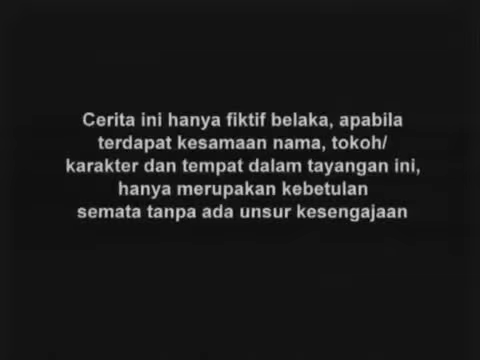 Cerita ini hanya fiktif belaka, apabila
terdapat kesamaan nama, tokoh/
karakter dan tempat dalam tayangan ini,
hanya merupakan kebetulan
semata tanpa ada unsur kesengajaan